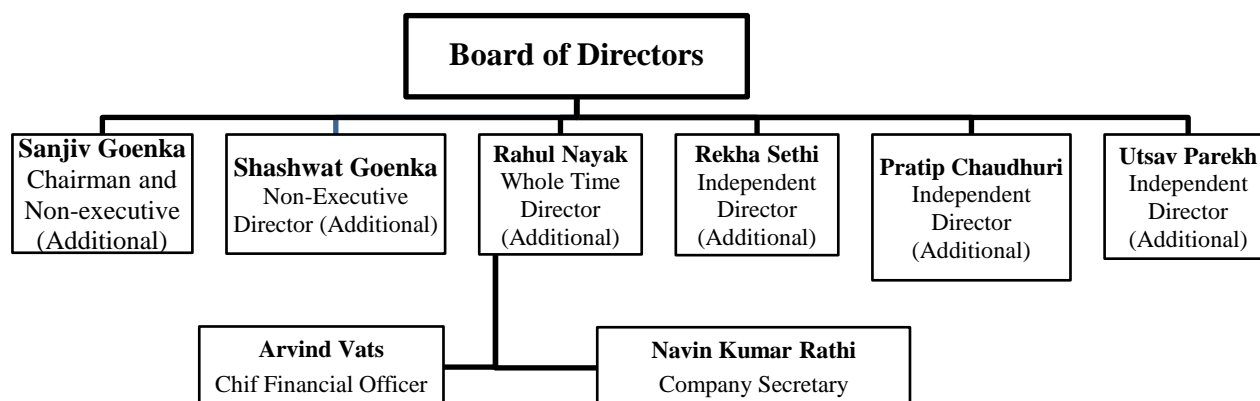 Board of Directors
Sanjiv Goenka
Chairman and
Non-executive
(Additional)
Shashwat Goenka
Non-Executive
Director (Additional)
Rahul Nayak
Whole Time
Director
(Additional)
Rekha Sethi
Independent
Director
(Additional)
Pratip Chaudhuri
Independent
Director
(Additional)
Utsav Parekh
Independent
Director
(Additional)
Arvind Vats
Chif Financial Officer
Navin Kumar Rathi
Company Secretary